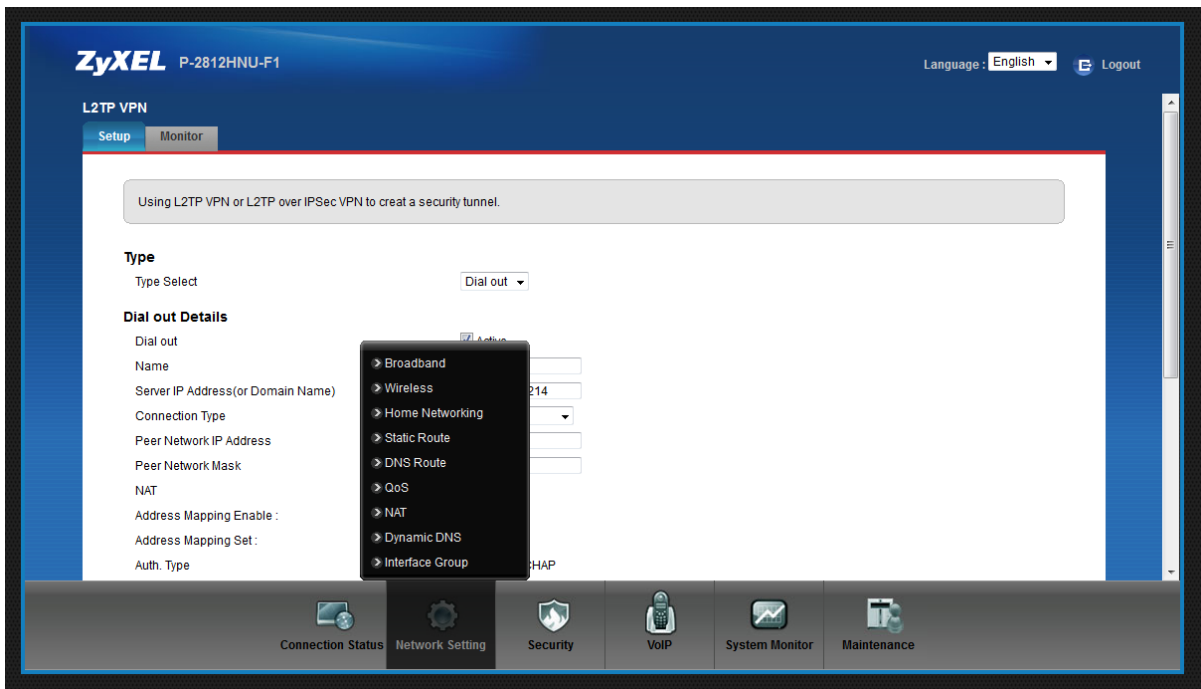 ZyXEL P-2812HNU-F1
Language : English
Logout
L2TP VPN
Setup Monitor
Using L2TP VPN or L2TP over IPSec VPN to creat a security tunnel.
Type
Type Select Dial out
Dial out Details
Dial out Active
Name
Server IP Address(or Domain Name) 214
Connection Type
Peer Network IP Address
Peer Network Mask
NAT
Address Mapping Enable :
Address Mapping Set :
Auth. Type CHAP
Broadband
Wireless
Home Networking
Static Route
DNS Route
QoS
NAT
Dynamic DNS
Interface Group
Connection Status Network Setting Security VoIP System Monitor Maintenance